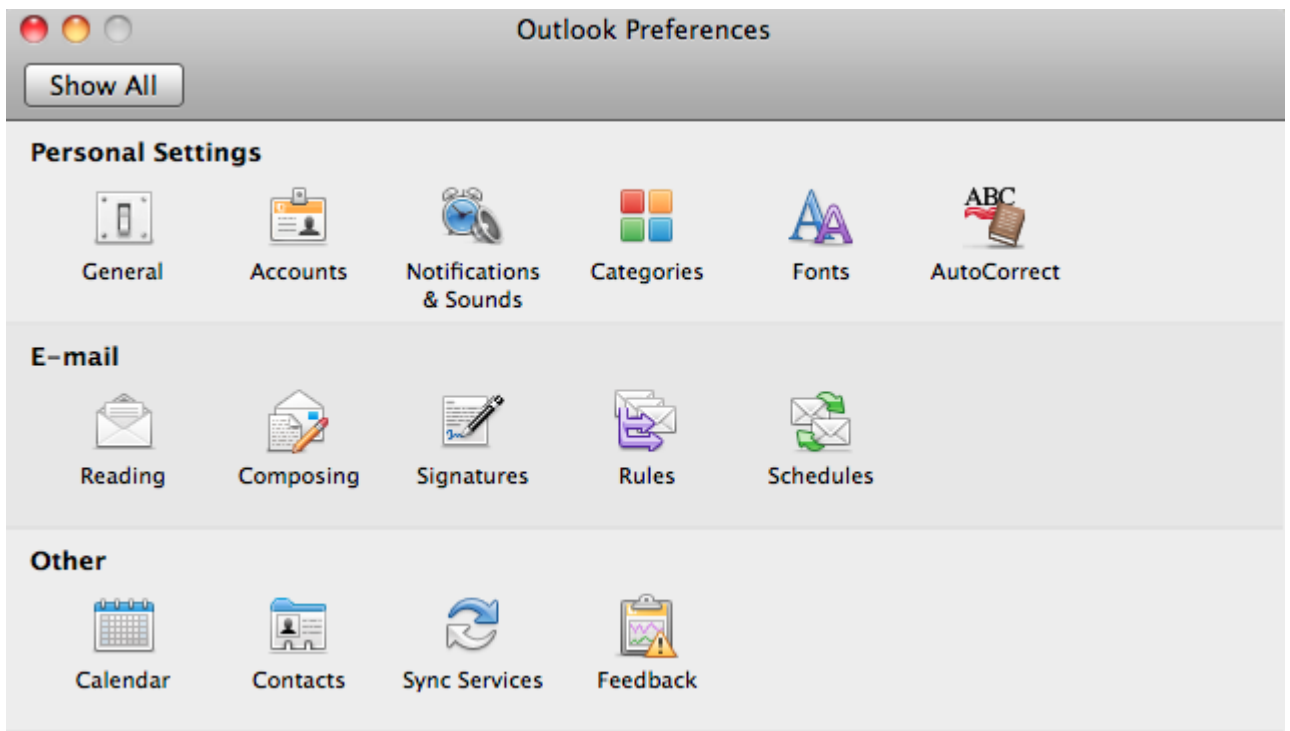 Outlook Preferences
Show All
Personal Settings
ABC
General Accounts Notifications & Sounds Categories Fonts AutoCorrect
E-mail
Reading Composing Signatures Rules Schedules
Other
Calendar Contacts Sync Services Feedback